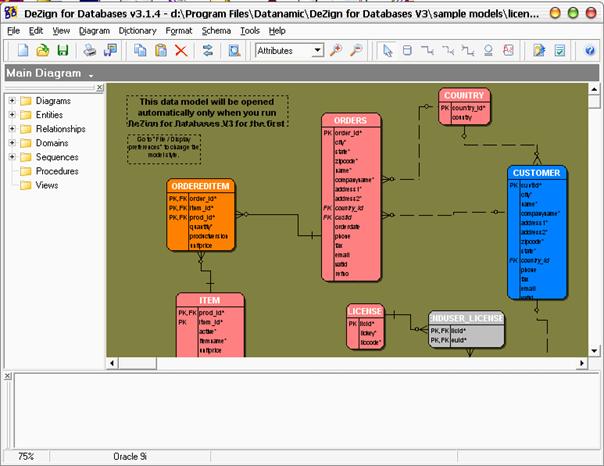 DeZign for Databases v3.1.4 - d:\Program Files\Datanamic\DeZign for Databases V3\sample models\licen...
File Edit View Diagram Dictionary Format Schema Tools Help
Attributes
Main Diagram
Diagrams
Entities
Relationships
Domains
Sequences
Procedures
Views
This data model will be opened
automatically only when you run
DeZign for Databases V3 for the first
Go to "File / Display
preferences" to change the
model style.
COUNTRY
PK country_id*
country
ORDERS
PK order_id*
city*
state*
zipcode*
name*
companyname*
address1*
address2*
FK country_id
FK custid
orderdate
phone
fax
email
vatid
refno
CUSTOMER
PK custid*
city*
name*
companyname*
address1*
address2*
zipcode*
state*
FK country_id
phone
fax
email
vatid
ORDEREDITEM
PK,FK order_id*
PK,FK item_id*
PK,FK prod_id*
quantity*
productversion
unitprice
ITEM
PK,FK prod_id*
PK item_id*
active*
itemname*
unitprice
LICENSE
PK licid*
lickey*
liccode*
NDUSER_LICENSE
PK,FK licid*
PK,FK euid*
75%
Oracle 9i